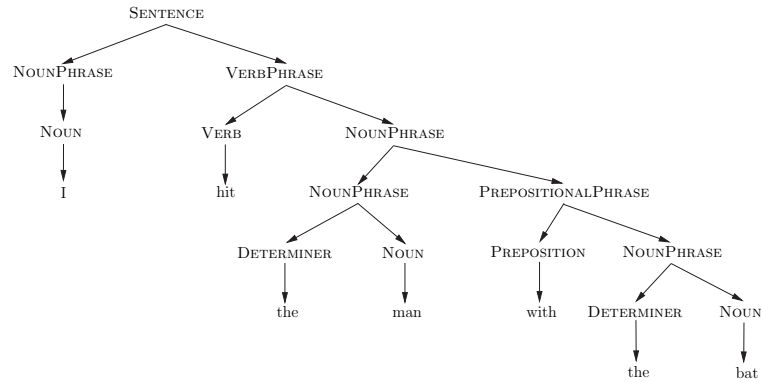 Sentence
NounPhrase VerbPhrase
Noun Verb NounPhrase
I hit NounPhrase PrepositionalPhrase
Determiner Noun Preposition NounPhrase
the man with Determiner Noun
the bat